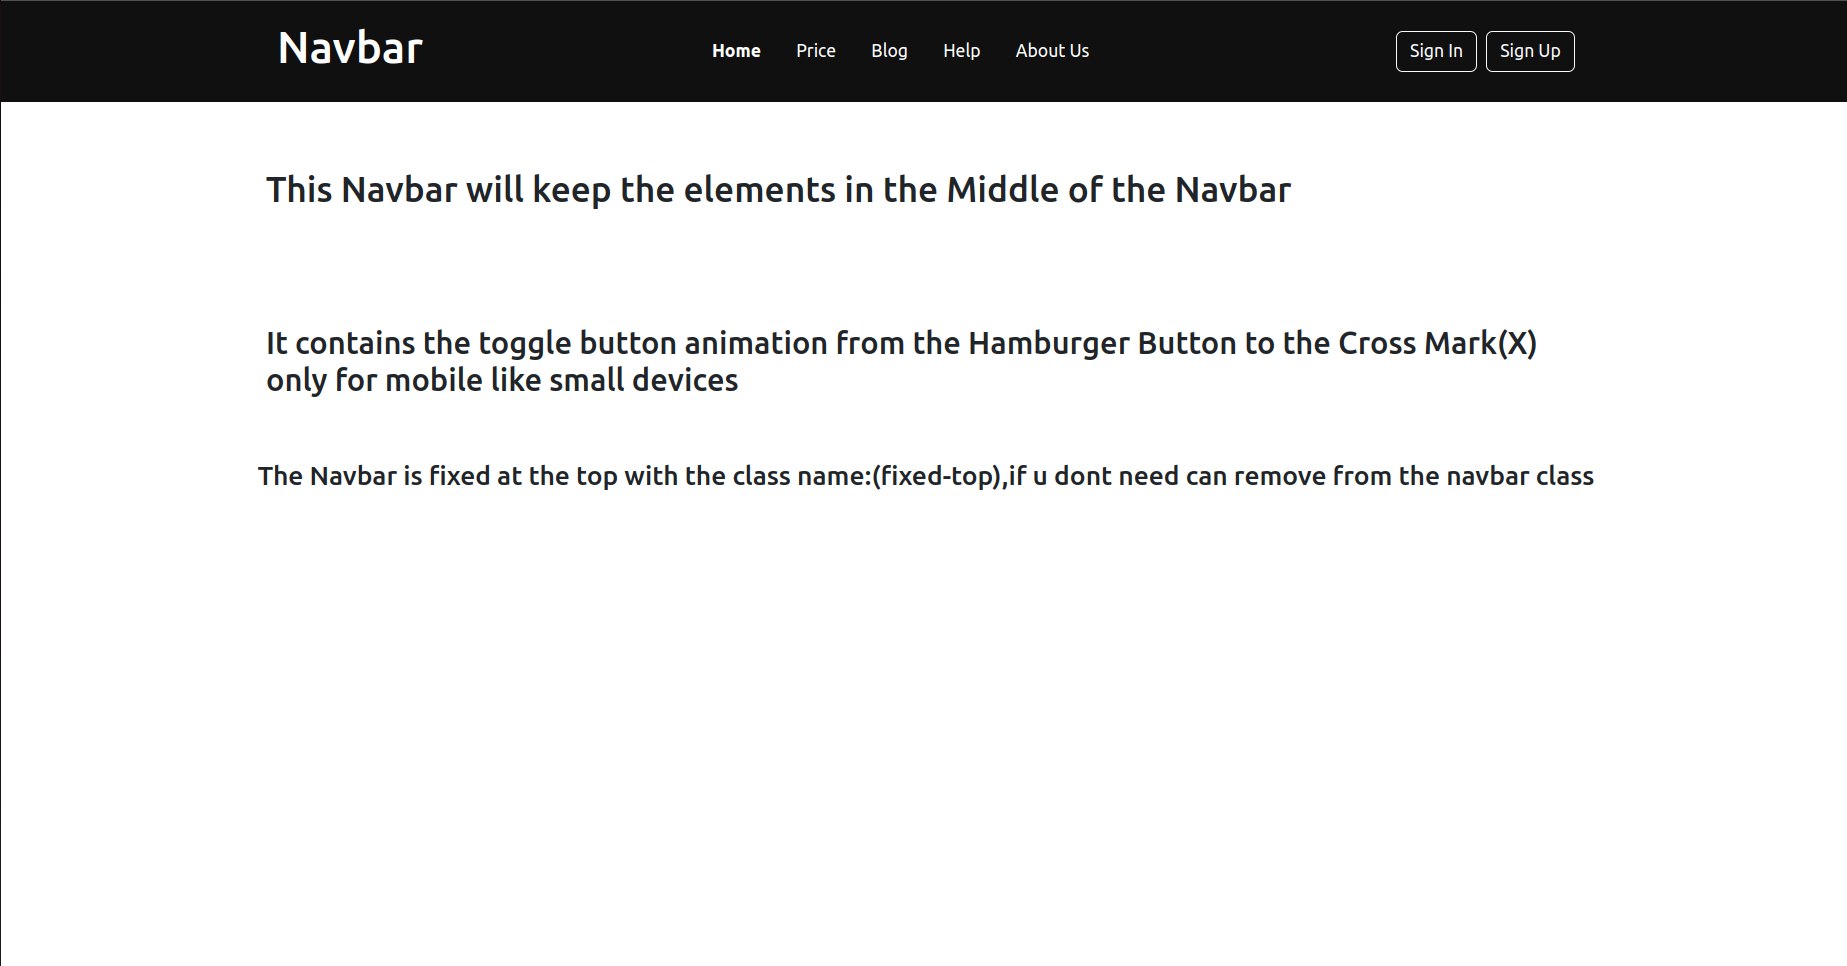 Navbar
Home Price Blog Help About Us
Sign In Sign Up
This Navbar will keep the elements in the Middle of the Navbar
It contains the toggle button animation from the Hamburger Button to the Cross Mark(X)
only for mobile like small devices
The Navbar is fixed at the top with the class name:(fixed-top),if u dont need can remove from the navbar class